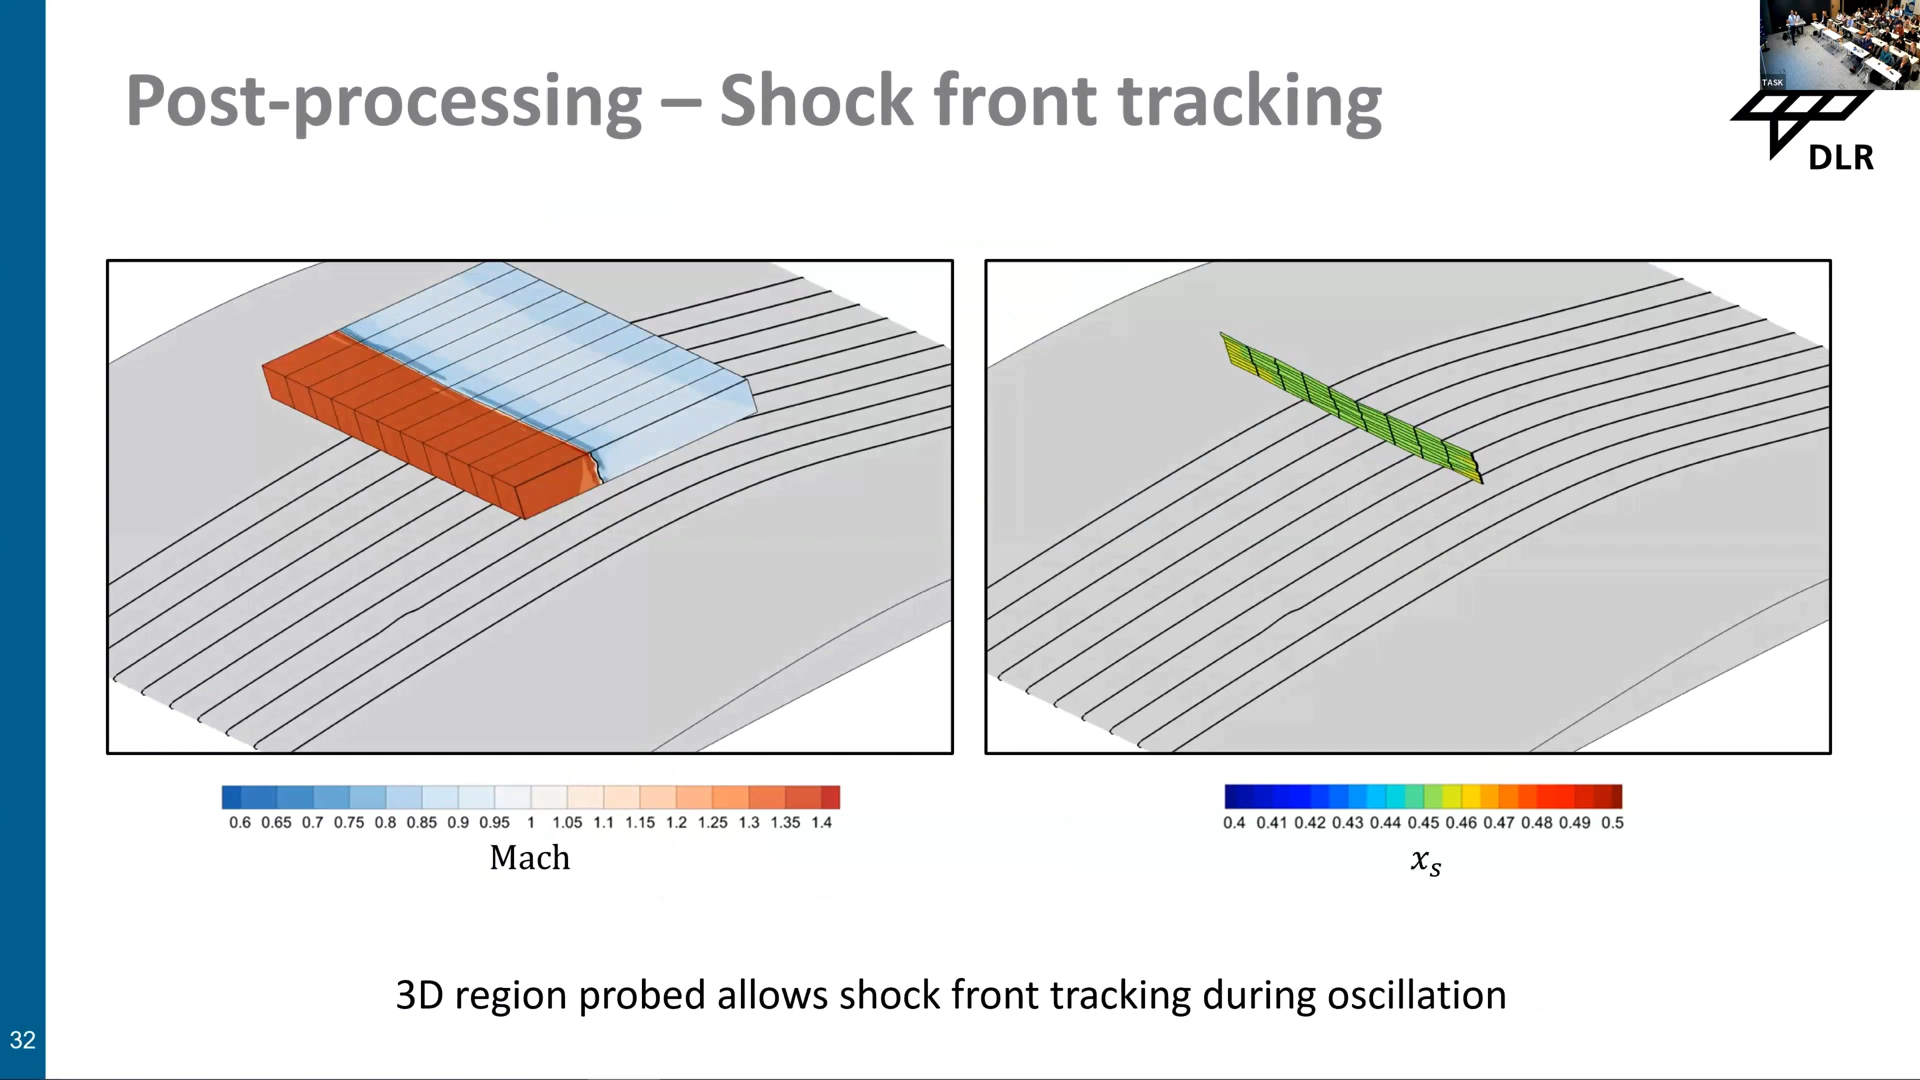 Post-processing – Shock front tracking
TASK
DLR
0.6 0.65 0.7 0.75 0.8 0.85 0.9 0.95 1 1.05 1.1 1.15 1.2 1.25 1.3 1.35 1.4
Mach
0.4 0.41 0.42 0.43 0.44 0.45 0.46 0.47 0.48 0.49 0.5
xₛ
3D region probed allows shock front tracking during oscillation
32